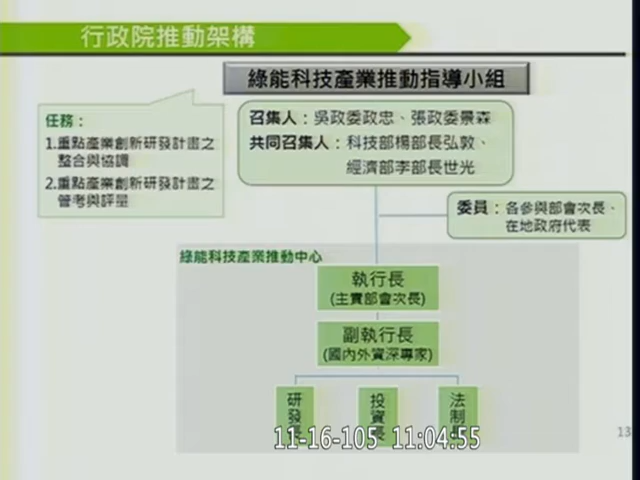 行政院推動架構
綠能科技產業推動指導小組
任務：
1.重點產業創新研發計畫之
整合與協調
2.重點產業創新研發計畫之
管考與評量
召集人：吳政委政忠、張政委景森
共同召集人：科技部楊部長弘敦、
經濟部李部長世光
委員：各參與部會次長、
在地政府代表
綠能科技產業推動中心
執行長
(主責部會次長)
副執行長
(國內外資深專家)
研發長
投資長
法制
11-16-105 11:04:55
13